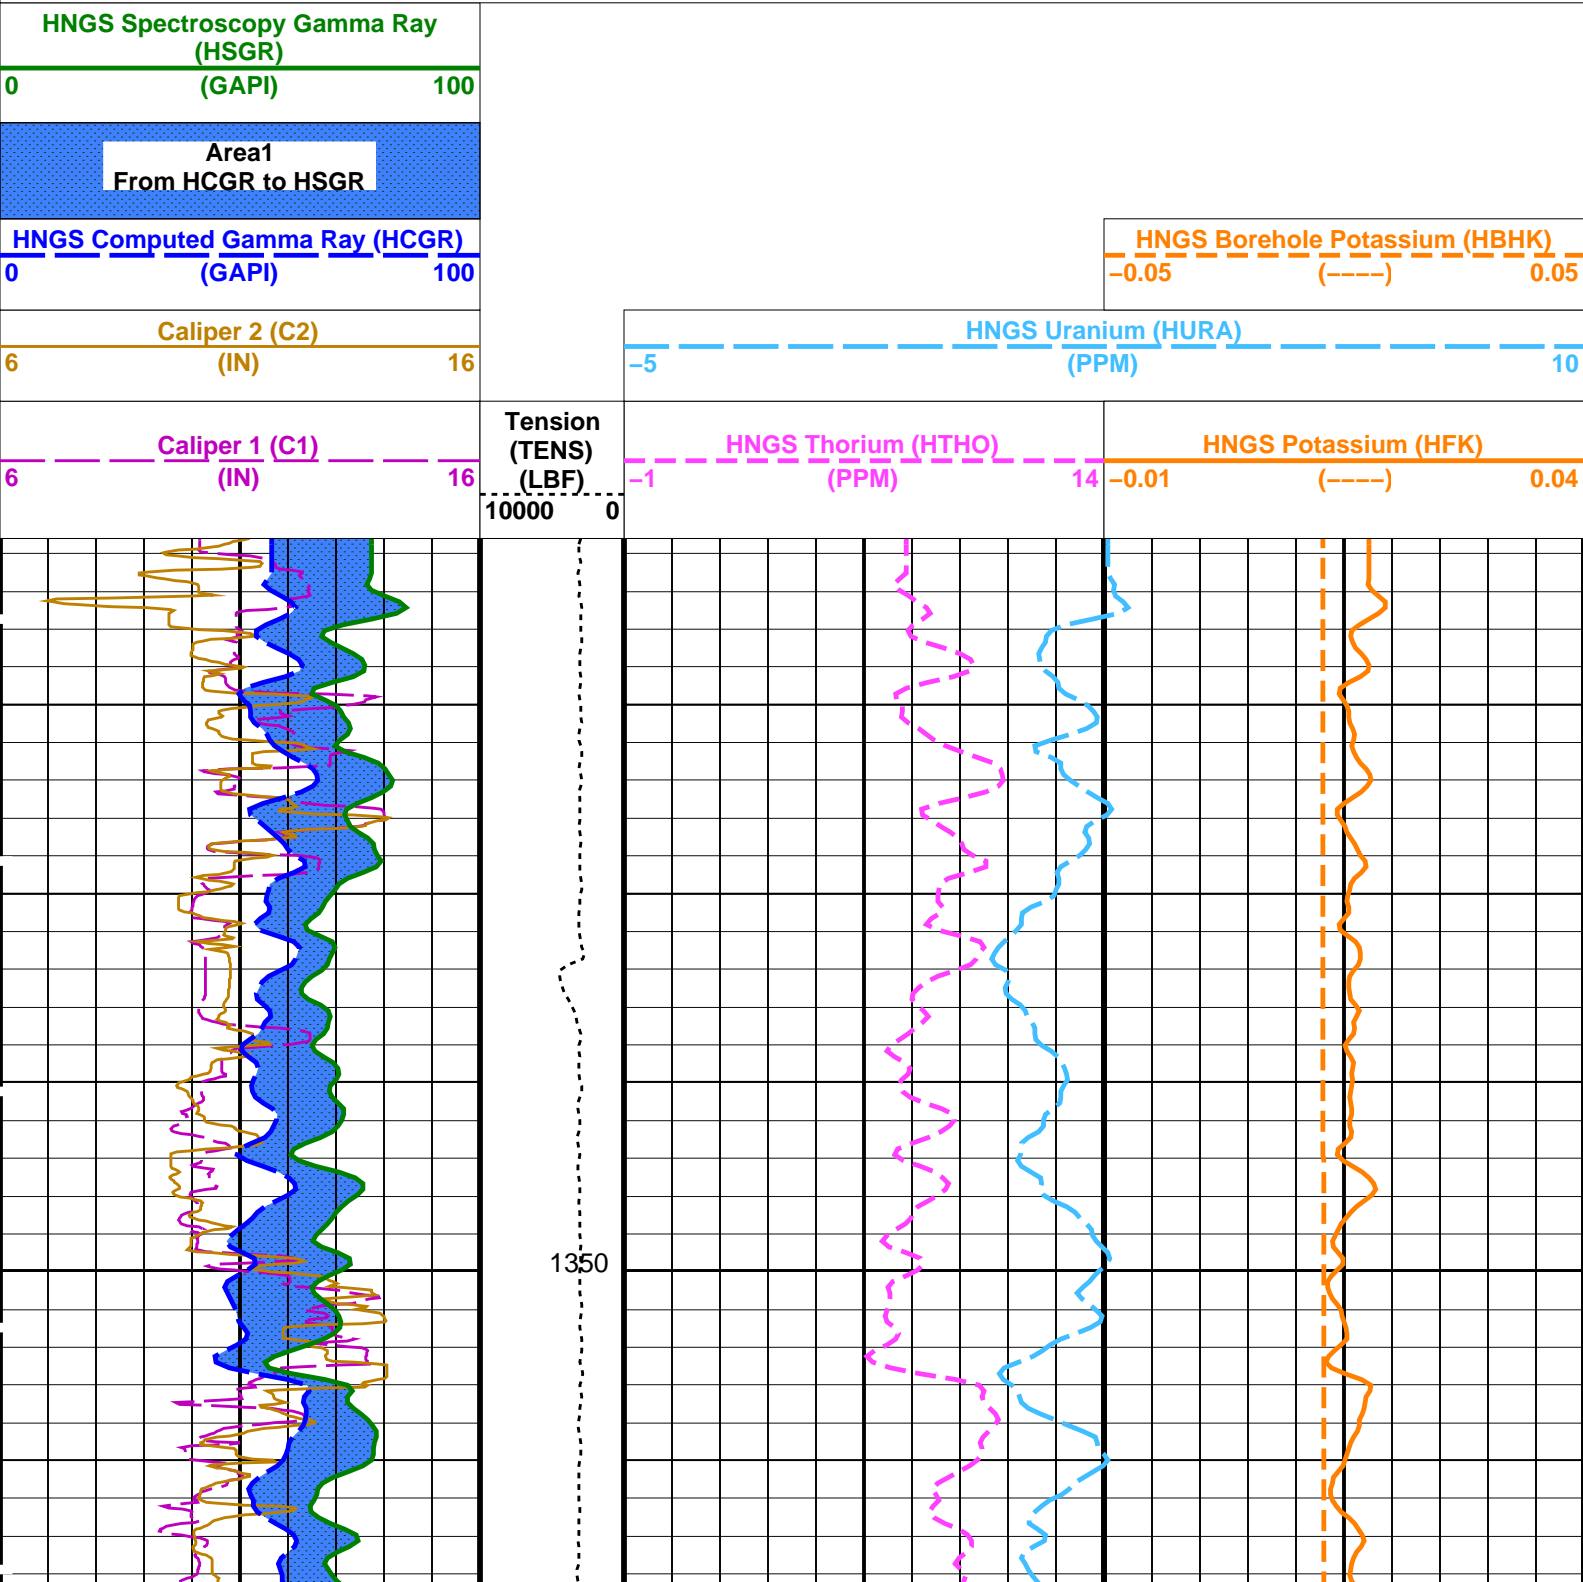 HNGS Spectroscopy Gamma Ray
(HSGR)
0 (GAPI) 100
Area1
From HCGR to HSGR
HNGS Computed Gamma Ray (HCGR)
0 (GAPI) 100
HNGS Borehole Potassium (HBHK)
−0.05 (−−−−) 0.05
Caliper 2 (C2)
6 (IN) 16
HNGS Uranium (HURA)
−5 (PPM) 10
Caliper 1 (C1)
6 (IN) 16
Tension
(TENS)
(LBF)
10000 0
HNGS Thorium (HTHO)
−1 (PPM) 14
HNGS Potassium (HFK)
−0.01 (−−−−) 0.04
1350